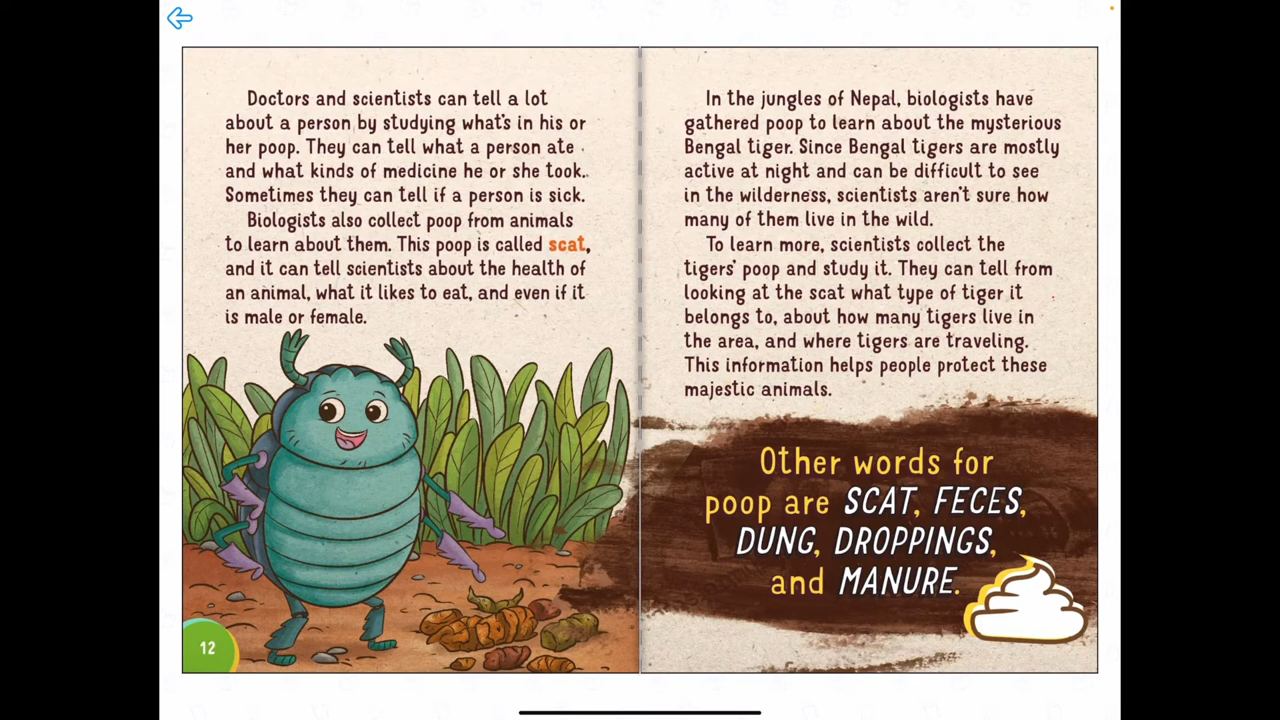 Doctors and scientists can tell a lot
about a person by studying what's in his or
her poop. They can tell what a person ate
and what kinds of medicine he or she took.
Sometimes they can tell if a person is sick.
Biologists also collect poop from animals
to learn about them. This poop is called scat,
and it can tell scientists about the health of
an animal, what it likes to eat, and even if it
is male or female.
12
In the jungles of Nepal, biologists have
gathered poop to learn about the mysterious
Bengal tiger. Since Bengal tigers are mostly
active at night and can be difficult to see
in the wilderness, scientists aren't sure how
many of them live in the wild.
To learn more, scientists collect the
tigers' poop and study it. They can tell from
looking at the scat what type of tiger it
belongs to, about how many tigers live in
the area, and where tigers are traveling.
This information helps people protect these
majestic animals.
Other words for
poop are SCAT, FECES,
DUNG, DROPPINGS,
and MANURE.